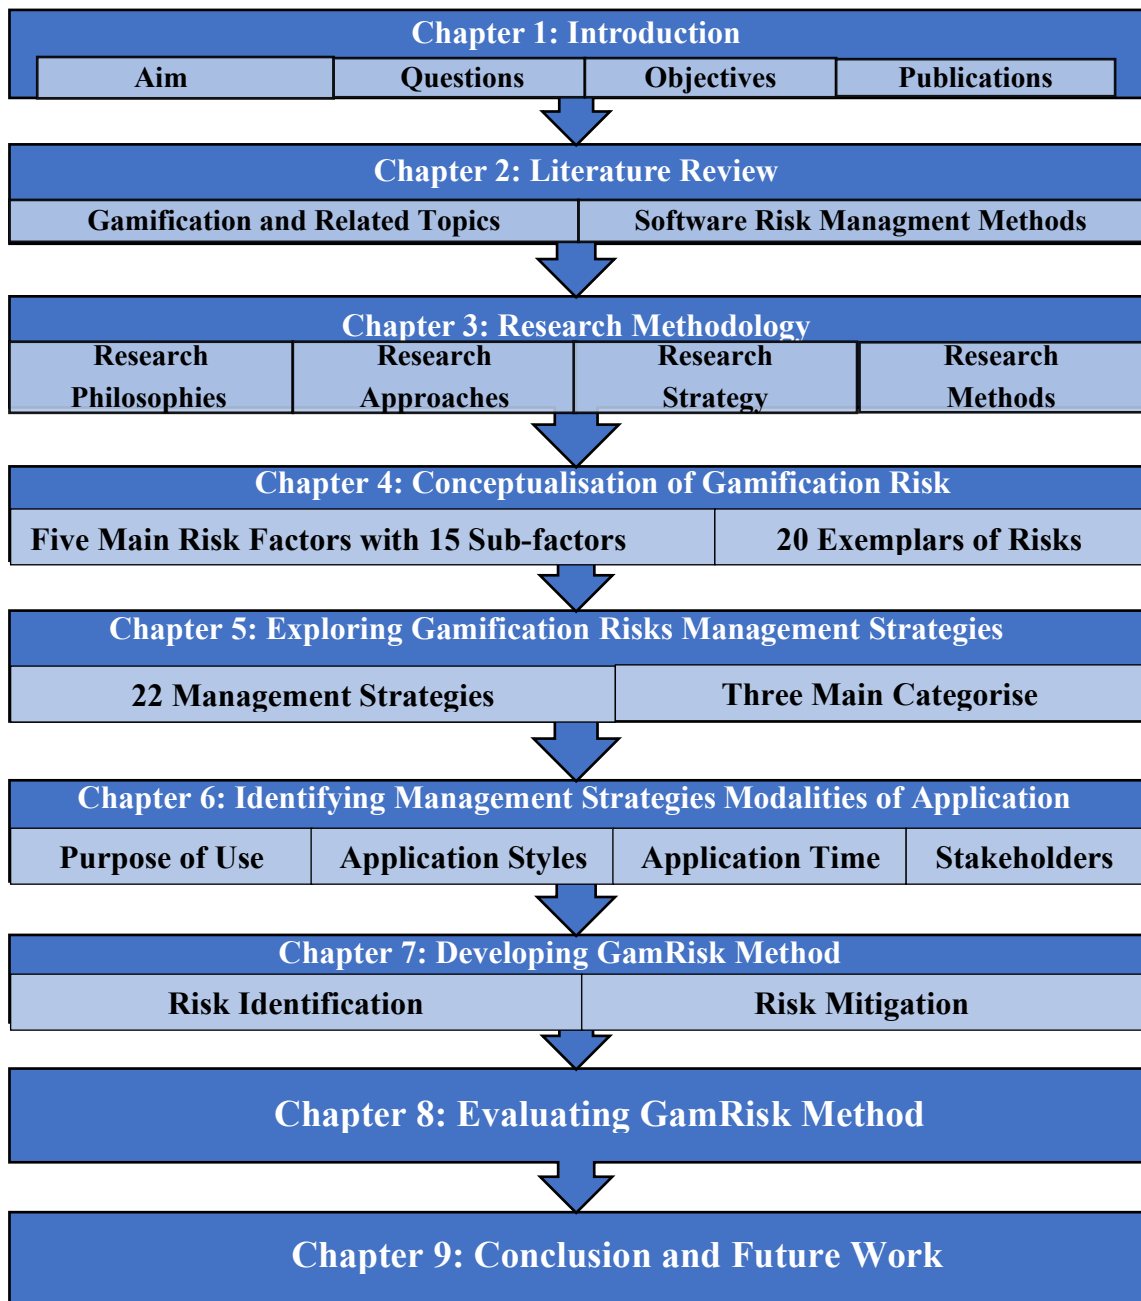 Chapter 1: Introduction
Aim Questions Objectives Publications
Chapter 2: Literature Review
Gamification and Related Topics Software Risk Managment Methods
Chapter 3: Research Methodology
Research Research Research Research
Philosophies Approaches Strategy Methods
Chapter 4: Conceptualisation of Gamification Risk
Five Main Risk Factors with 15 Sub-factors 20 Exemplars of Risks
Chapter 5: Exploring Gamification Risks Management Strategies
22 Management Strategies Three Main Categorise
Chapter 6: Identifying Management Strategies Modalities of Application
Purpose of Use Application Styles Application Time Stakeholders
Chapter 7: Developing GamRisk Method
Risk Identification Risk Mitigation
Chapter 8: Evaluating GamRisk Method
Chapter 9: Conclusion and Future Work